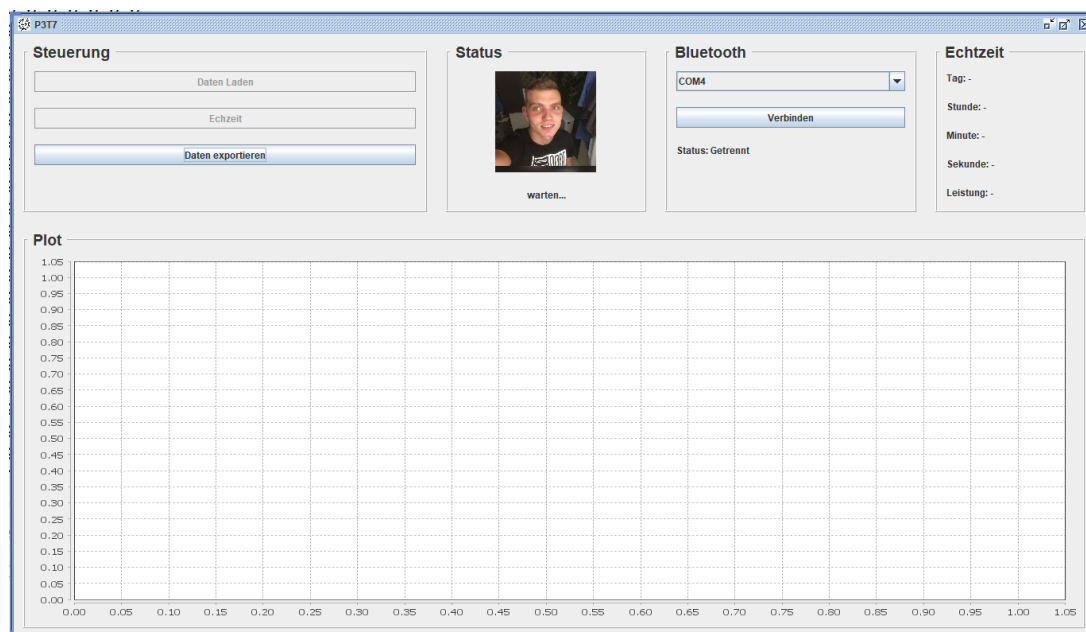 P3T7
Steuerung
Daten Laden
Echzeit
Daten exportieren
Status
warten...
Bluetooth
COM4
Verbinden
Status: Getrennt
Echtzeit
Tag: -
Stunde: -
Minute: -
Sekunde: -
Leistung: -
Plot
1.05
1.00
0.95
0.90
0.85
0.80
0.75
0.70
0.65
0.60
0.55
0.50
0.45
0.40
0.35
0.30
0.25
0.20
0.15
0.10
0.05
0.00
0.00 0.05 0.10 0.15 0.20 0.25 0.30 0.35 0.40 0.45 0.50 0.55 0.60 0.65 0.70 0.75 0.80 0.85 0.90 0.95 1.00 1.05